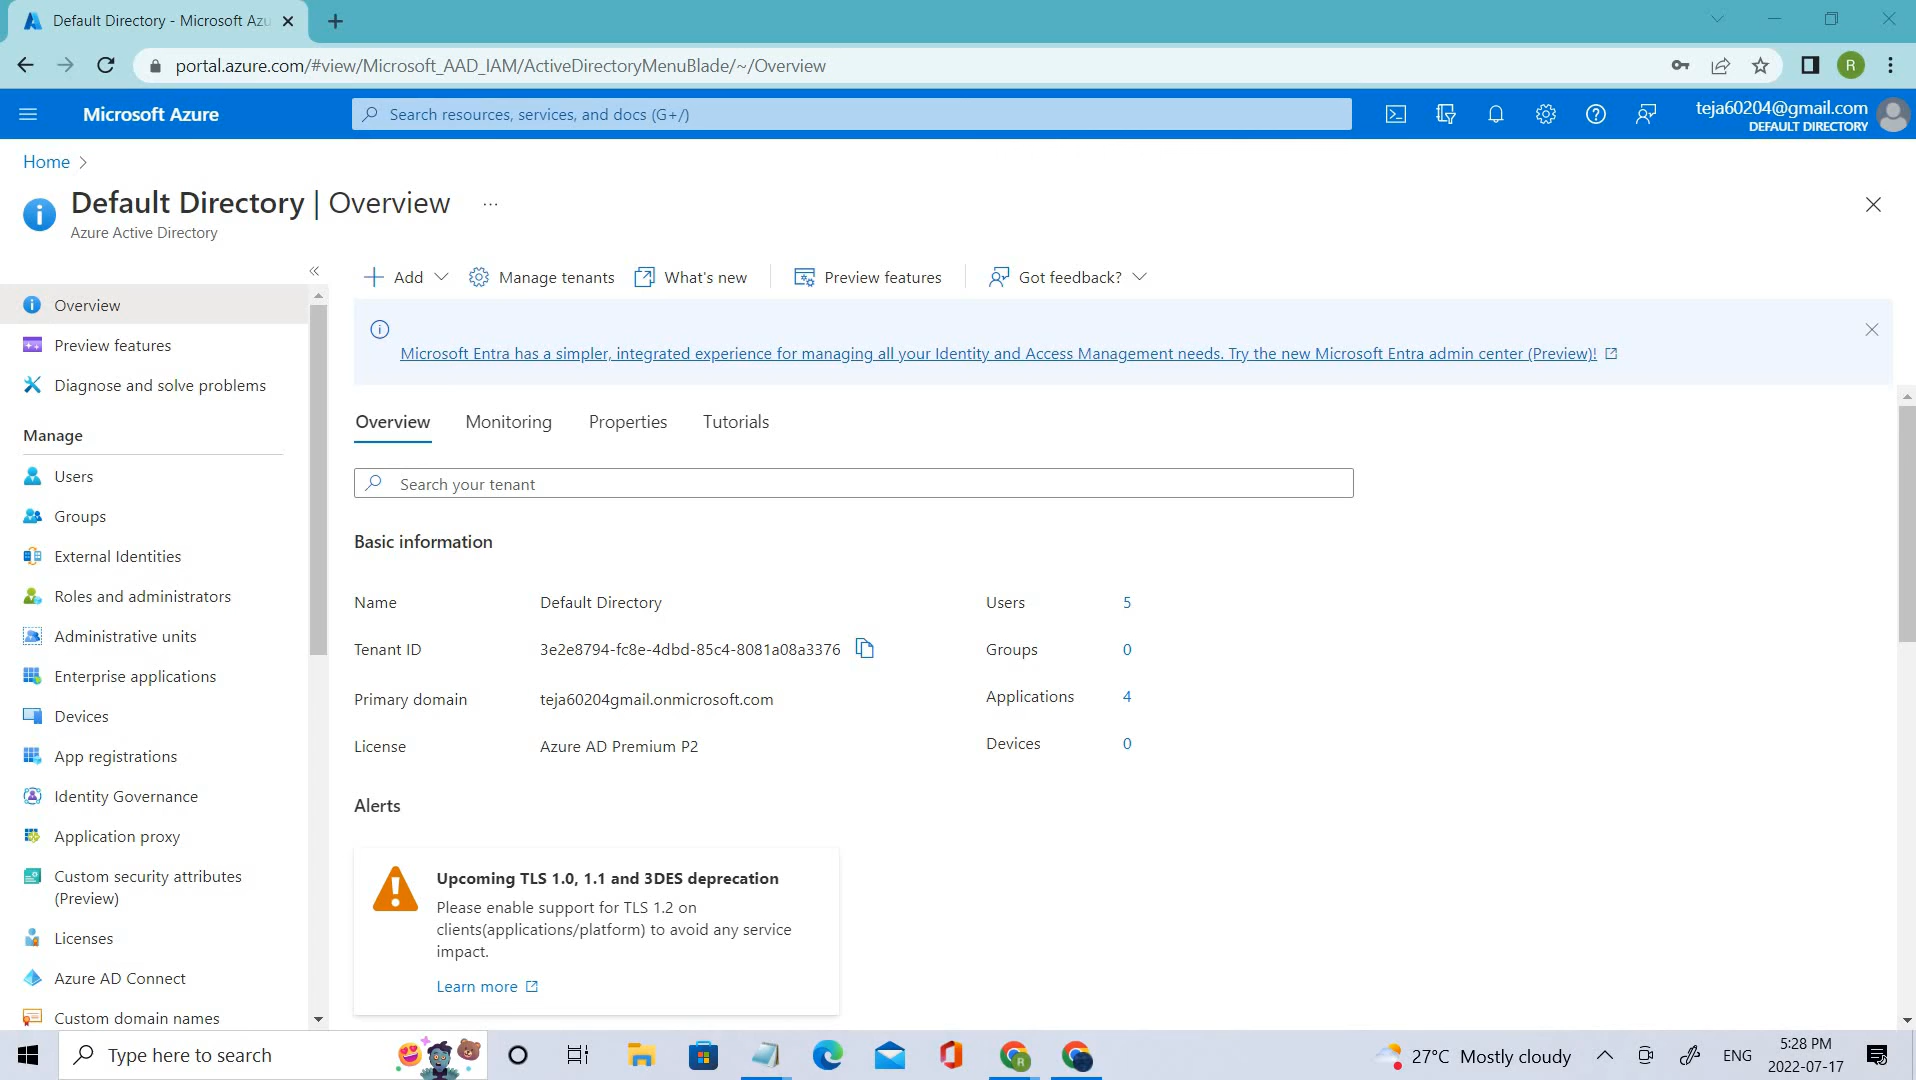 Default Directory - Microsoft Azu
portal.azure.com/#view/Microsoft_AAD_IAM/ActiveDirectoryMenuBlade/~/Overview
R
Microsoft Azure
Search resources, services, and docs (G+/)
teja60204@gmail.com
DEFAULT DIRECTORY
Home
Default Directory | Overview
Azure Active Directory
Add
Manage tenants
What's new
Preview features
Got feedback?
Overview
Preview features
Diagnose and solve problems
Manage
Users
Groups
External Identities
Roles and administrators
Administrative units
Enterprise applications
Devices
App registrations
Identity Governance
Application proxy
Custom security attributes
(Preview)
Licenses
Azure AD Connect
Custom domain names
Microsoft Entra has a simpler, integrated experience for managing all your Identity and Access Management needs. Try the new Microsoft Entra admin center (Preview)!
Overview Monitoring Properties Tutorials
Search your tenant
Basic information
Name Default Directory Users 5
Tenant ID 3e2e8794-fc8e-4dbd-85c4-8081a08a3376 Groups 0
Primary domain teja60204gmail.onmicrosoft.com Applications 4
License Azure AD Premium P2 Devices 0
Alerts
Upcoming TLS 1.0, 1.1 and 3DES deprecation
Please enable support for TLS 1.2 on
clients(applications/platform) to avoid any service
impact.
Learn more
Type here to search
R
27°C Mostly cloudy
ENG
5:28 PM
2022-07-17